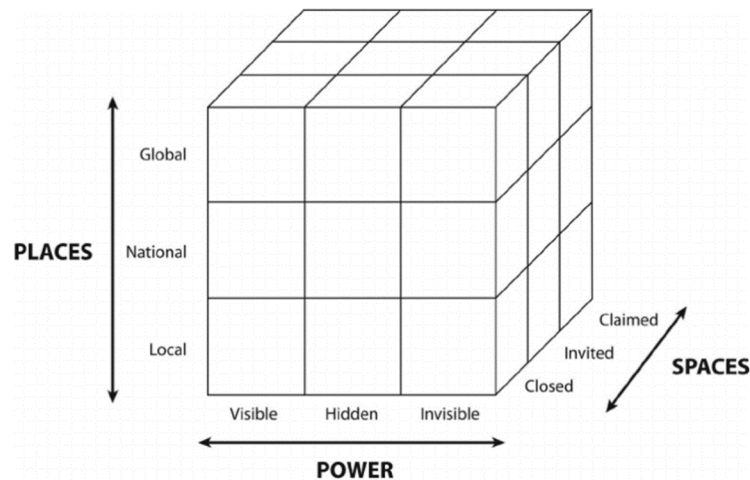 Global
PLACES
National
Local
Claimed
Invited
SPACES
Closed
Visible
Hidden
Invisible
POWER